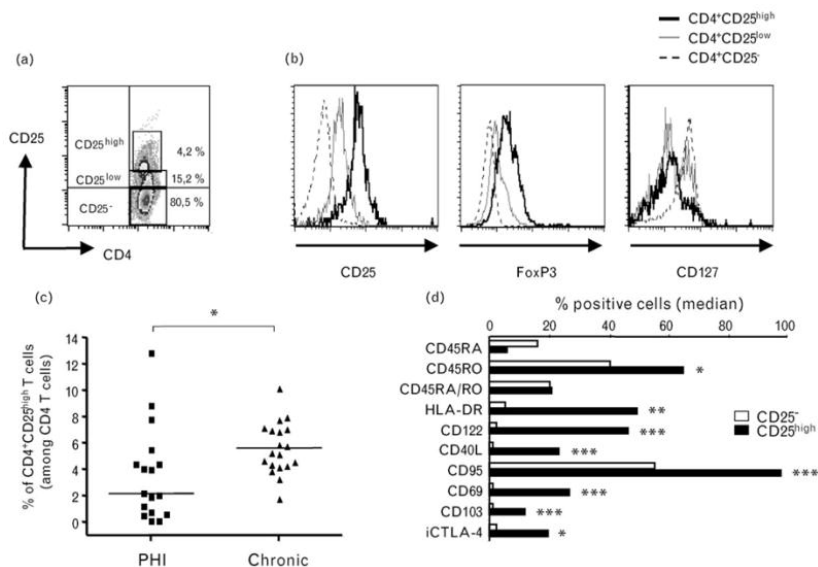 CD4⁺CD25ʰⁱᵍʰ
CD4⁺CD25ˡᵒʷ
CD4⁺CD25⁻
(a)
(b)
CD25
CD25ʰⁱᵍʰ
4,2 %
CD25ˡᵒʷ
15,2 %
CD25⁻
80,5 %
CD4
CD25
FoxP3
CD127
(c)
*
% of CD4⁺CD25ʰⁱᵍʰ T cells
(among CD4 T cells)
14
12
10
8
6
4
2
0
PHI
Chronic
(d)
% positive cells (median)
0 20 40 60 80 100
CD45RA
CD45RO *
CD45RA/RO
HLA-DR **
CD122 ***
CD40L ***
CD95 ***
CD69 ***
CD103 ***
iCTLA-4 *
CD25⁻
CD25ʰⁱᵍʰ